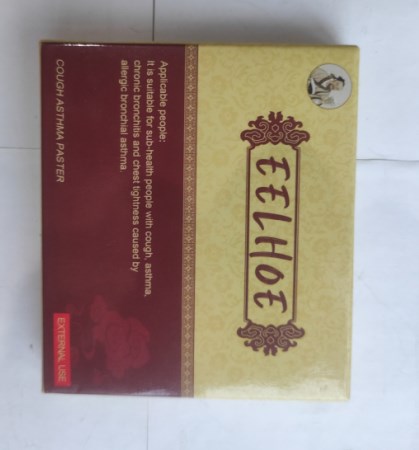 EELHOE
Applicable people:
It is suitable for sub-health people with cough, asthma,
chronic bronchitis and chest tightness caused by
allergic bronchial asthma.
COUGH ASTHMA PASTER
EXTERNAL USE